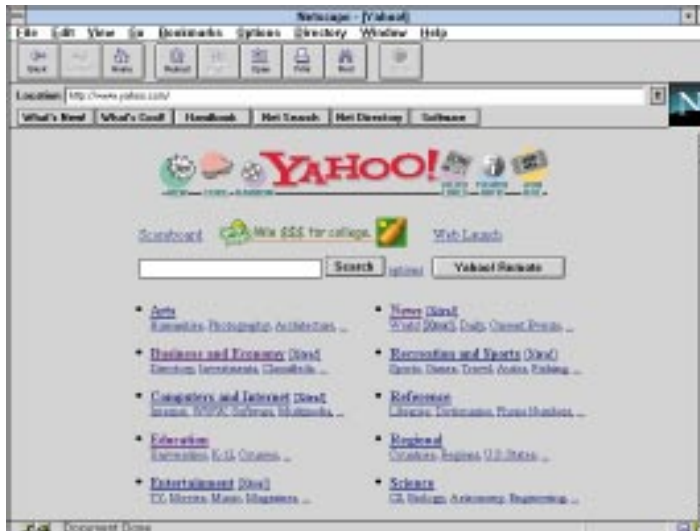 Netscape - [Yahoo!]
File Edit View Go Bookmarks Options Directory Window Help
Back Home Reload Open Print Find
Location: http://www.yahoo.com/
What's New! What's Cool! Handbook Net Search Net Directory Software
YAHOO!
Scoreboard Win $$$ for college. Web Launch
Search options Yahoo! Remote
Arts
Humanities, Photography, Architecture, ...
News [Xtra!]
World [Xtra!], Daily, Current Events, ...
Business and Economy [Xtra!]
Directory, Investments, Classifieds, ...
Recreation and Sports [Xtra!]
Sports, Games, Travel, Autos, Outdoors, ...
Computers and Internet [Xtra!]
Internet, WWW, Software, Multimedia, ...
Reference
Libraries, Dictionaries, Phone Numbers, ...
Education
Universities, K-12, Courses, ...
Regional
Countries, Regions, U.S. States, ...
Entertainment [Xtra!]
TV, Movies, Music, Magazines, ...
Science
CS, Biology, Astronomy, Engineering, ...
Document Done